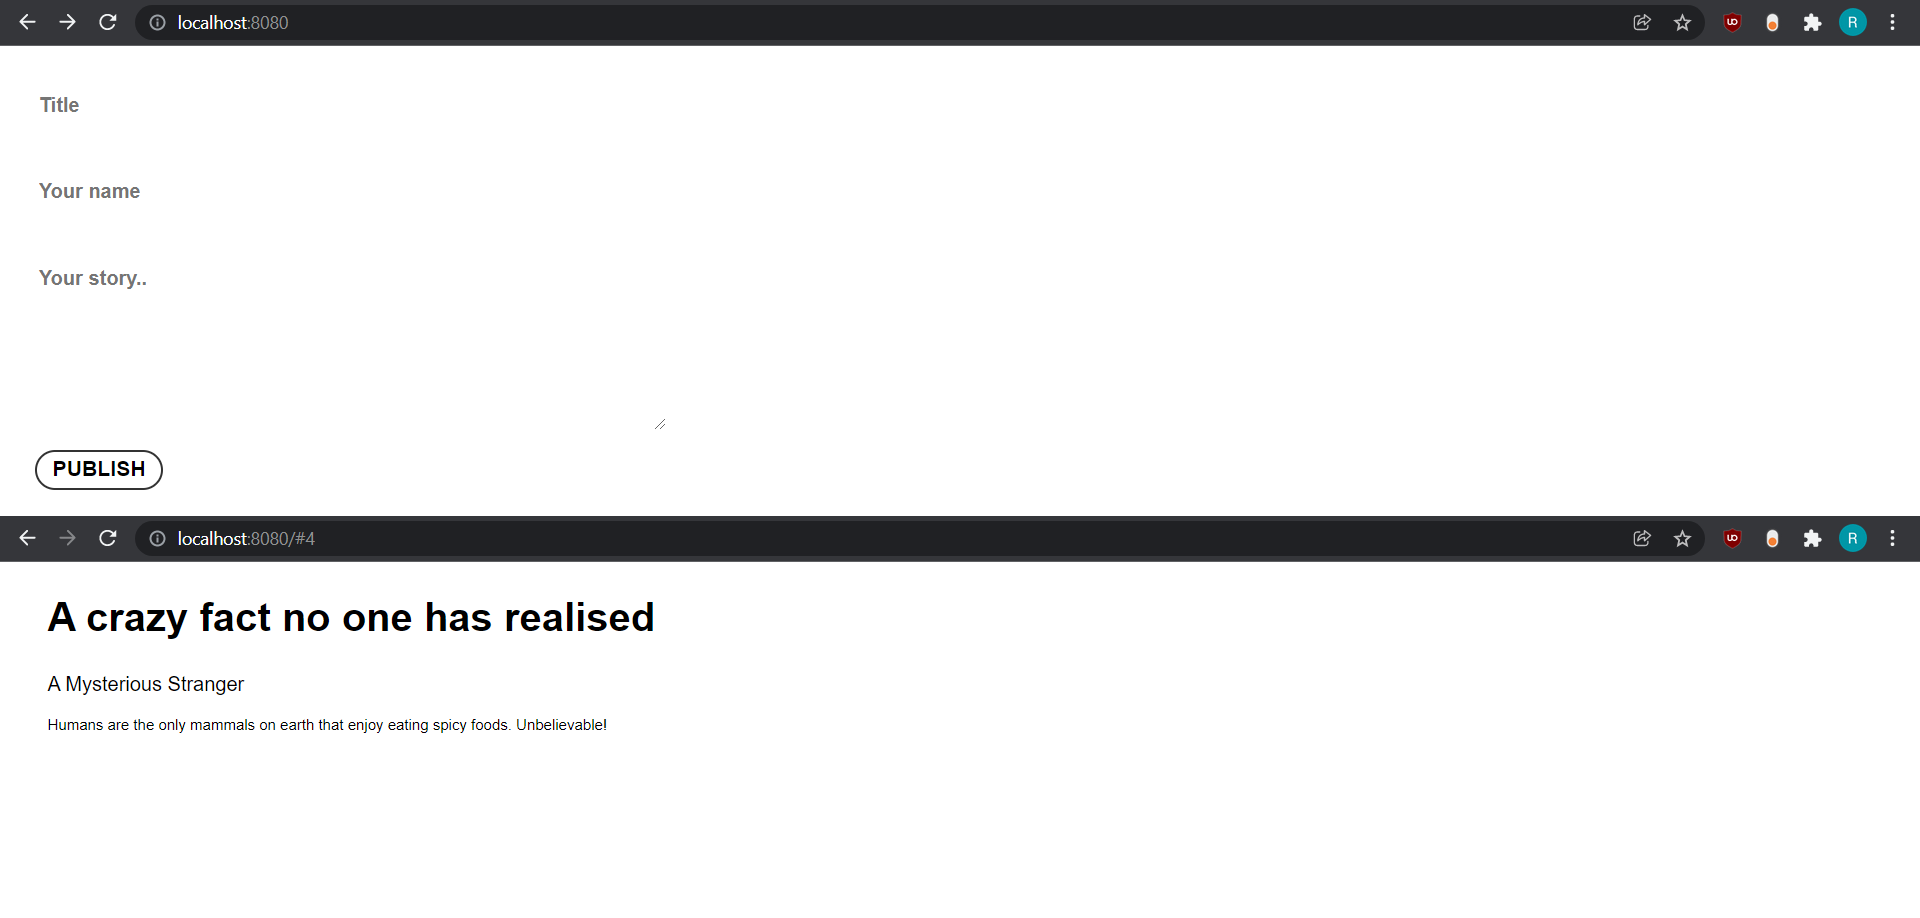 localhost:8080
R
Title
Your name
Your story..
PUBLISH
localhost:8080/#4
R
A crazy fact no one has realised
A Mysterious Stranger
Humans are the only mammals on earth that enjoy eating spicy foods. Unbelievable!